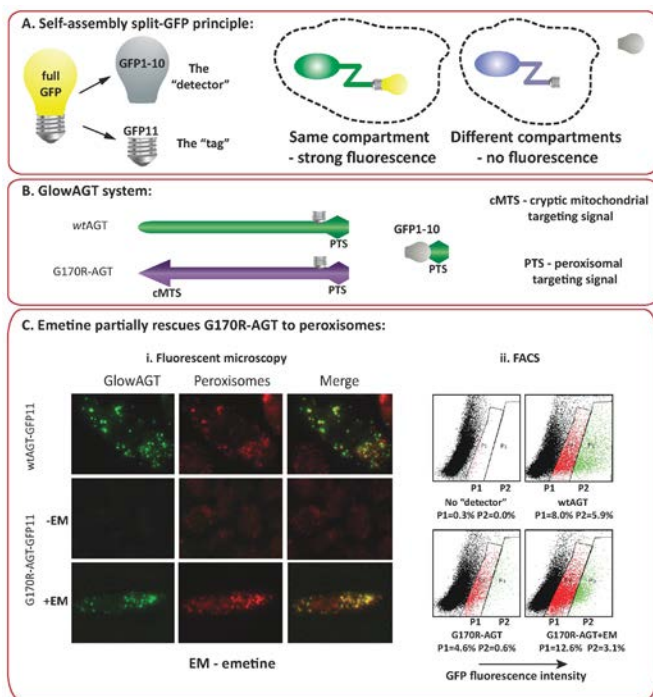 A. Self-assembly split-GFP principle:
full
GFP
GFP1-10
The
"detector"
GFP11
The "tag"
Same compartment
- strong fluorescence
Different compartments
- no fluorescence
B. GlowAGT system:
wtAGT
PTS
G170R-AGT
cMTS
PTS
GFP1-10
PTS
cMTS - cryptic mitochondrial
targeting signal
PTS - peroxisomal
targeting signal
C. Emetine partially rescues G170R-AGT to peroxisomes:
i. Fluorescent microscopy
GlowAGT
Peroxisomes
Merge
wtAGT-GFP11
G170R-AGT-GFP11
-EM
+EM
EM - emetine
ii. FACS
P1
P2
No "detector"
P1=0.3% P2=0.0%
P1
P2
wtAGT
P1=8.0% P2=5.9%
P1
P2
G170R-AGT
P1=4.6% P2=0.6%
P1
P2
G170R-AGT+EM
P1=12.6% P2=3.1%
GFP fluorescence intensity